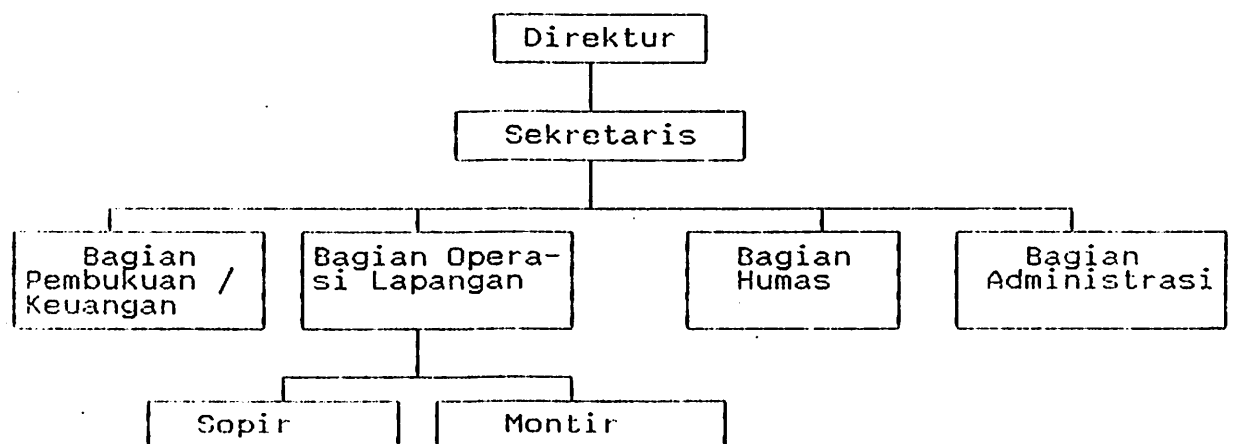 Direktur
Sekretaris
Bagian
Pembukuan /
Keuangan
Bagian Opera-
si Lapangan
Bagian
Humas
Bagian
Administrasi
Sopir
Montir